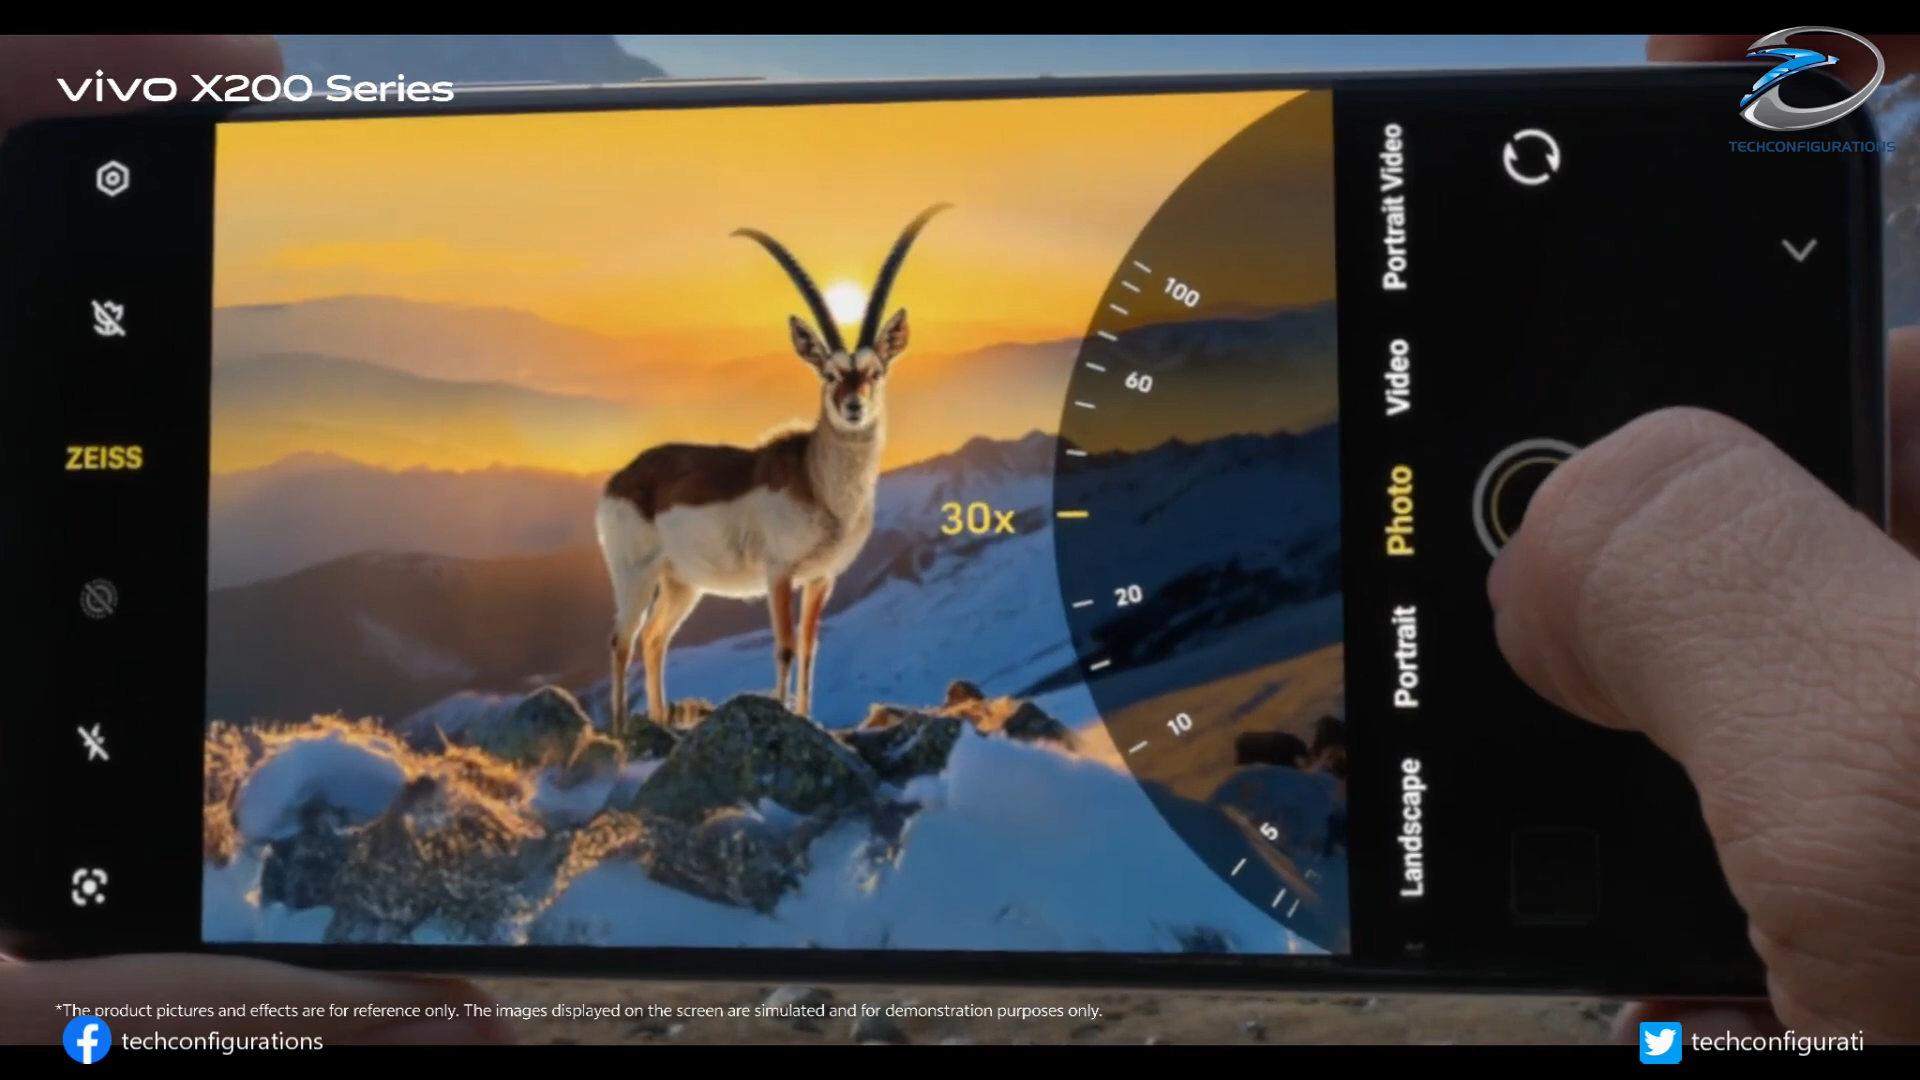 vivo X200 Series
TECHCONFIGURATIONS
ZEISS
30x
100
60
20
10
5
Portrait Video
Video
Photo
Portrait
Landscape
*The product pictures and effects are for reference only. The images displayed on the screen are simulated and for demonstration purposes only.
techconfigurations
techconfigurati